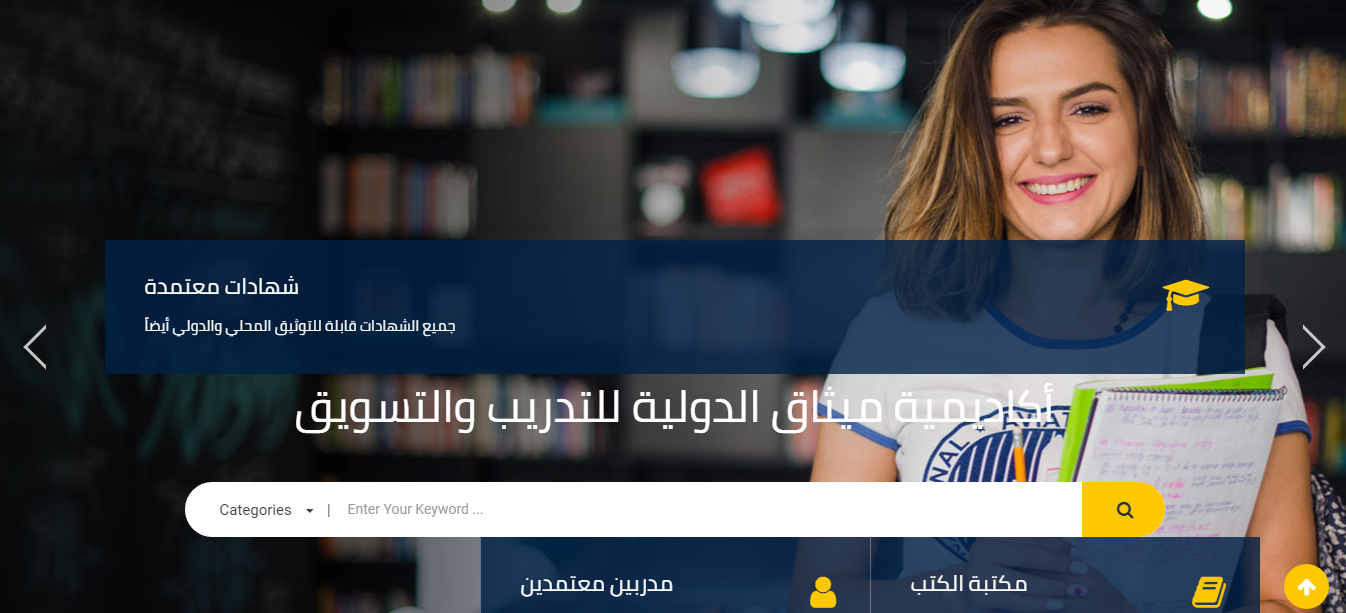 شهادات معتمدة
جميع الشهادات قابلة للتوثيق المحلي والدولي أيضاً
أكاديمية ميثاق الدولية للتدريب والتسويق
Categories | Enter Your Keyword ...
مكتبة الكتب
مدربين معتمدين